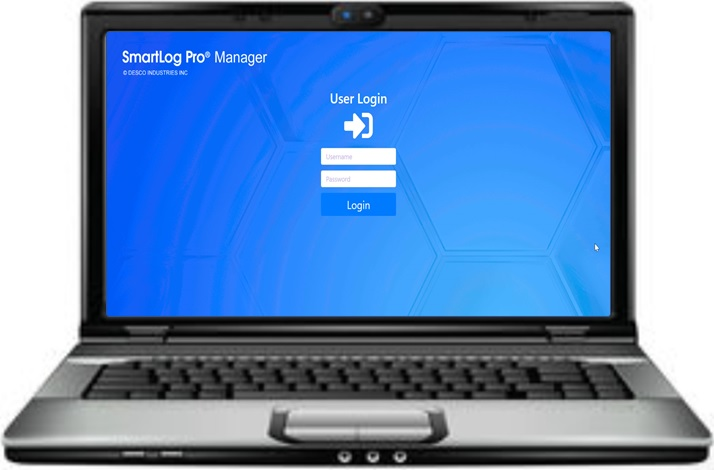 SmartLog Pro® Manager
© DESCO INDUSTRIES INC
User Login
Username
Password
Login